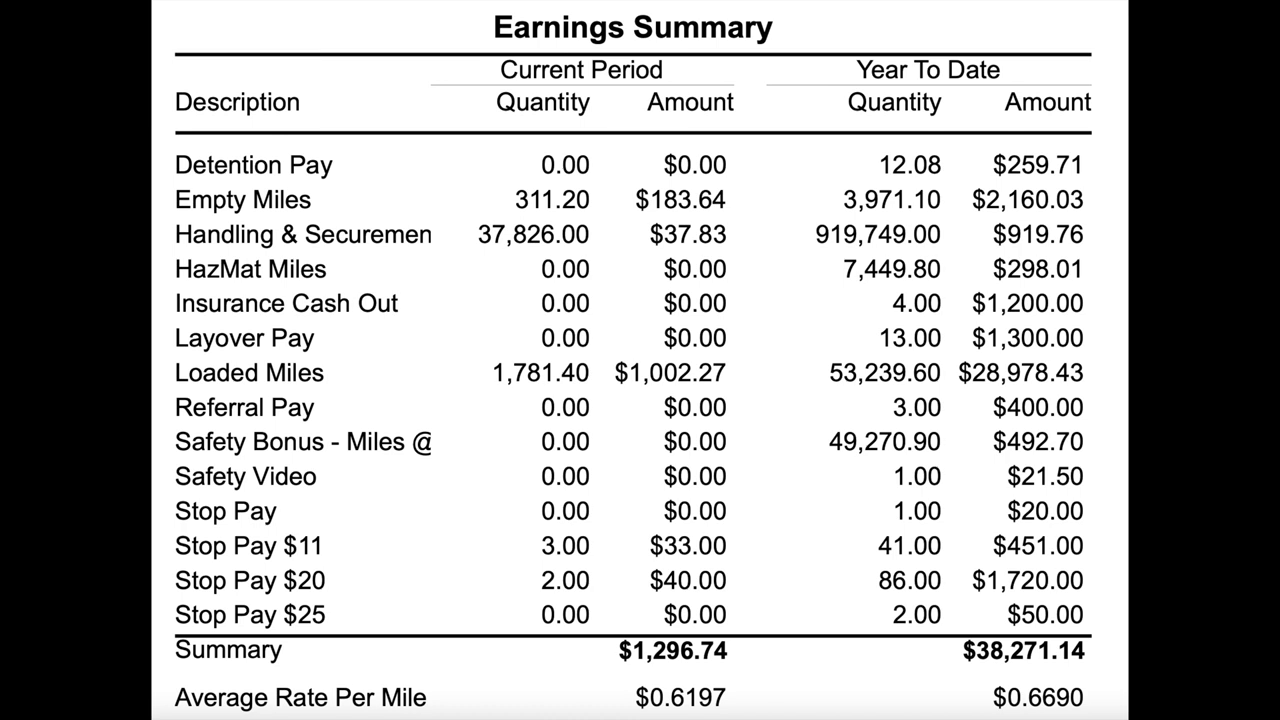 Earnings Summary
Current Period Year To Date
Description Quantity Amount Quantity Amount
Detention Pay 0.00 $0.00 12.08 $259.71
Empty Miles 311.20 $183.64 3,971.10 $2,160.03
Handling & Securemen 37,826.00 $37.83 919,749.00 $919.76
HazMat Miles 0.00 $0.00 7,449.80 $298.01
Insurance Cash Out 0.00 $0.00 4.00 $1,200.00
Layover Pay 0.00 $0.00 13.00 $1,300.00
Loaded Miles 1,781.40 $1,002.27 53,239.60 $28,978.43
Referral Pay 0.00 $0.00 3.00 $400.00
Safety Bonus - Miles @ 0.00 $0.00 49,270.90 $492.70
Safety Video 0.00 $0.00 1.00 $21.50
Stop Pay 0.00 $0.00 1.00 $20.00
Stop Pay $11 3.00 $33.00 41.00 $451.00
Stop Pay $20 2.00 $40.00 86.00 $1,720.00
Stop Pay $25 0.00 $0.00 2.00 $50.00
Summary $1,296.74 $38,271.14
Average Rate Per Mile $0.6197 $0.6690